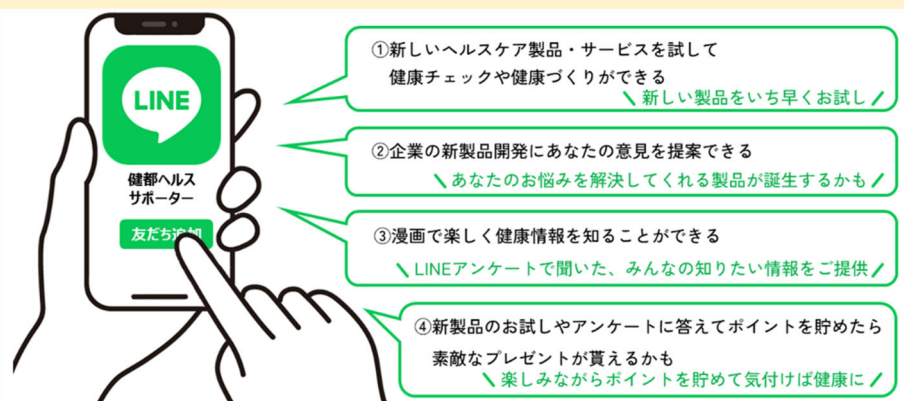 LINE
健都ヘルス
サポーター
友だち追加
①新しいヘルスケア製品・サービスを試して
健康チェックや健康づくりができる
新しい製品をいち早くお試し
②企業の新製品開発にあなたの意見を提案できる
あなたのお悩みを解決してくれる製品が誕生するかも
③漫画で楽しく健康情報を知ることができる
LINEアンケートで聞いた、みんなの知りたい情報をご提供
④新製品のお試しやアンケートに答えてポイントを貯めたら
素敵なプレゼントが貰えるかも
楽しみながらポイントを貯めて気付けば健康に